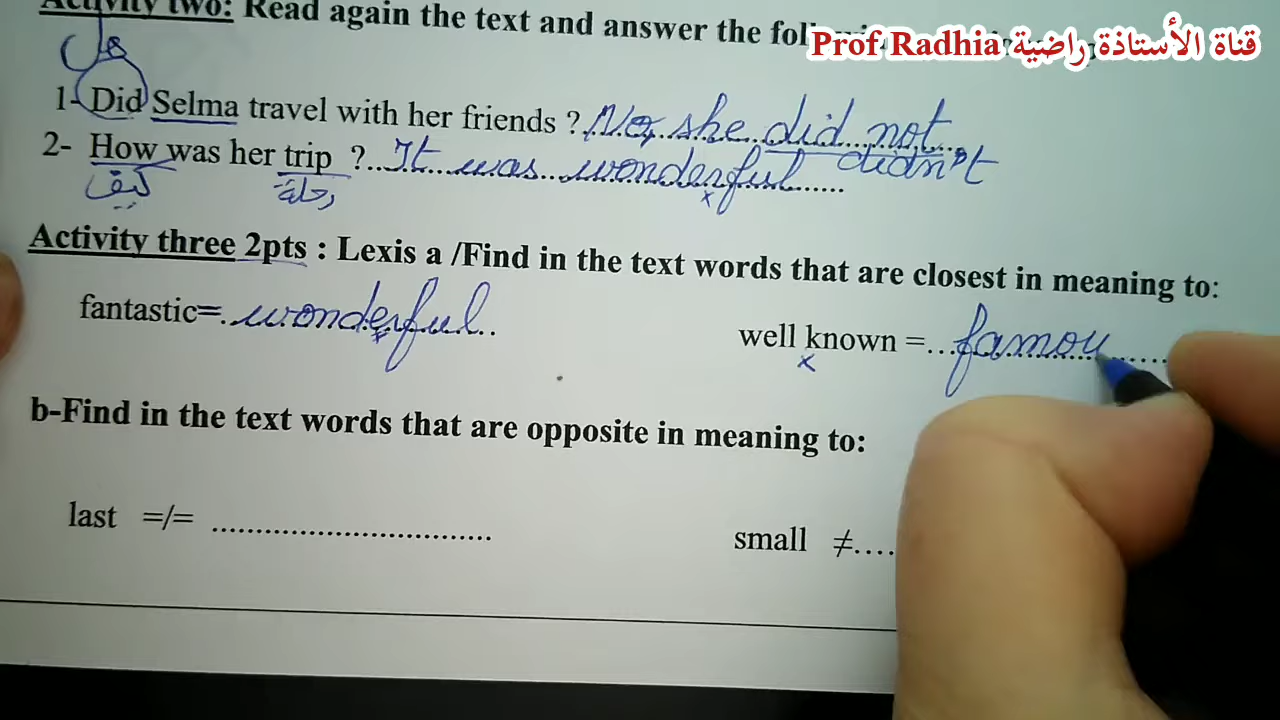 Activity two: Read again the text and answer the
Prof Radhia قناة الأستاذة راضية
هل
1- Did Selma travel with her friends ? No, she did not
didn't
2- How was her trip ? It was wonderful
كيف رحلة
Activity three 2pts : Lexis a /Find in the text words that are closest in meaning to:
fantastic= wonderful well known = famou
b-Find in the text words that are opposite in meaning to:
last =/= ............................... small ≠....